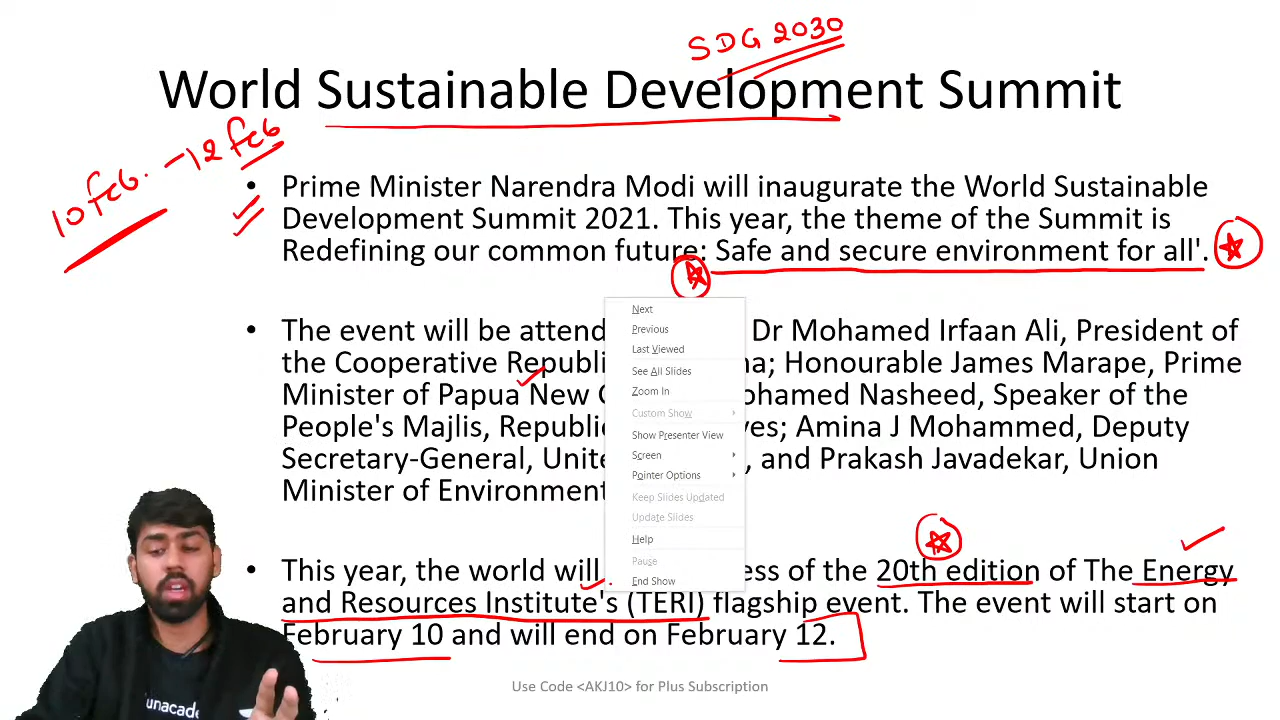 SDG 2030
World Sustainable Development Summit
10 feb. - 12 feb
• Prime Minister Narendra Modi will inaugurate the World Sustainable
Development Summit 2021. This year, the theme of the Summit is
Redefining our common future: Safe and secure environment for all'.
• The event will be attend Dr Mohamed Irfaan Ali, President of
the Cooperative Republi na; Honourable James Marape, Prime
Minister of Papua New ohamed Nasheed, Speaker of the
People's Majlis, Republic ves; Amina J Mohammed, Deputy
Secretary-General, Unite , and Prakash Javadekar, Union
Minister of Environment
Next
Previous
Last Viewed
See All Slides
Zoom In
Custom Show
Show Presenter View
Screen
Pointer Options
Keep Slides Updated
Update Slides
Help
Pause
End Show
• This year, the world will ess of the 20th edition of The Energy
and Resources Institute's (TERI) flagship event. The event will start on
February 10 and will end on February 12.
unacade
Use Code <AKJ10> for Plus Subscription